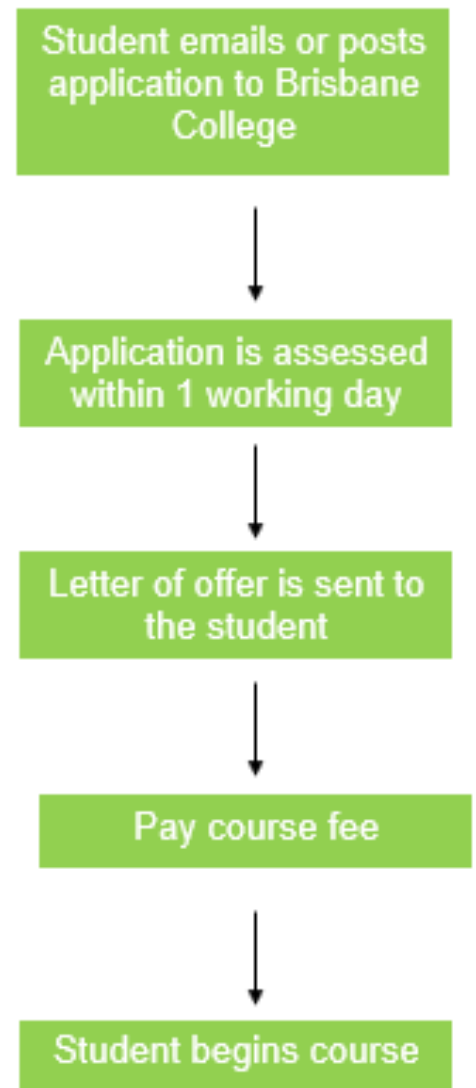 Student emails or posts
application to Brisbane
College
Application is assessed
within 1 working day
Letter of offer is sent to
the student
Pay course fee
Student begins course